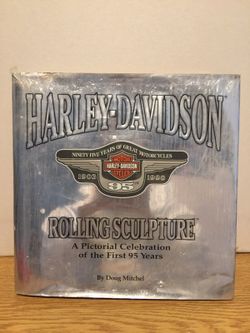 HARLEY-DAVIDSON
NINETY FIVE YEARS OF GREAT MOTORCYCLES
1903
HARLEY-DAVIDSON
1998
95
ROLLING SCULPTURE
A Pictorial Celebration
of the First 95 Years
By Doug Mitchel